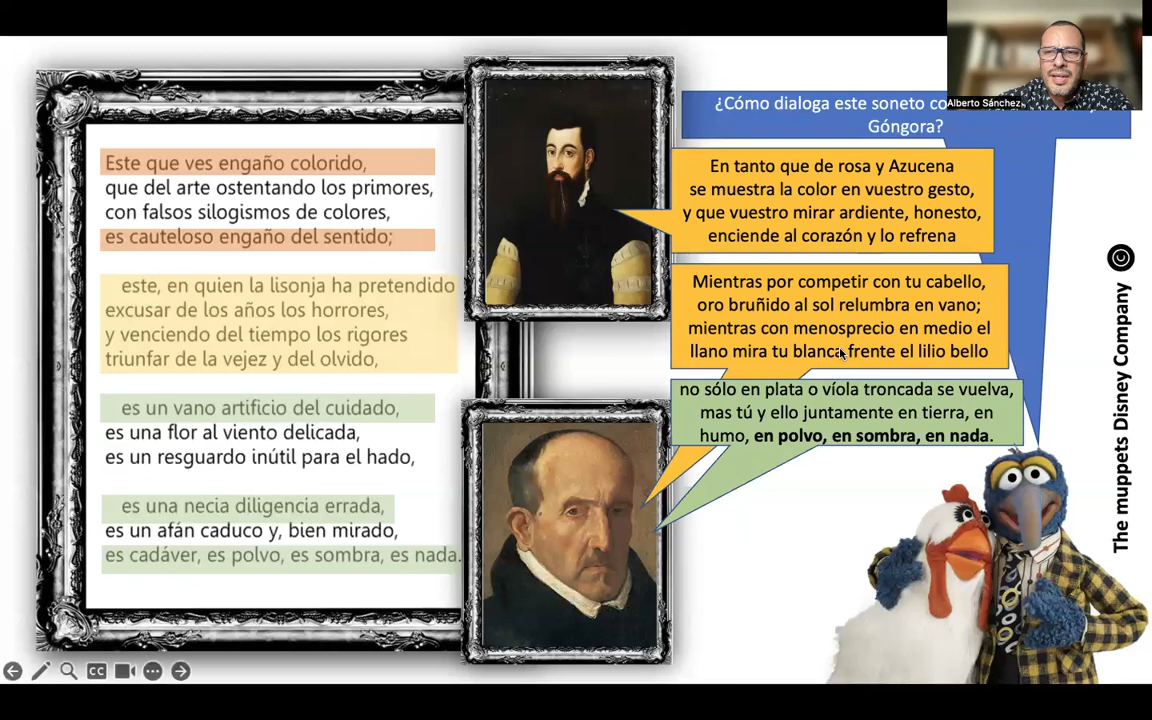 Alberto Sánchez
¿Cómo dialoga este soneto co
Góngora?
Este que ves engaño colorido,
que del arte ostentando los primores,
con falsos silogismos de colores,
es cauteloso engaño del sentido;
este, en quien la lisonja ha pretendido
excusar de los años los horrores,
y venciendo del tiempo los rigores
triunfar de la vejez y del olvido,
es un vano artificio del cuidado,
es una flor al viento delicada,
es un resguardo inútil para el hado,
es una necia diligencia errada,
es un afán caduco y, bien mirado,
es cadáver, es polvo, es sombra, es nada.
En tanto que de rosa y Azucena
se muestra la color en vuestro gesto,
y que vuestro mirar ardiente, honesto,
enciende al corazón y lo refrena
Mientras por competir con tu cabello,
oro bruñido al sol relumbra en vano;
mientras con menosprecio en medio el
llano mira tu blanca frente el lilio bello
no sólo en plata o víola troncada se vuelva,
mas tú y ello juntamente en tierra, en
humo, en polvo, en sombra, en nada.
The muppets Disney Company ©
CC